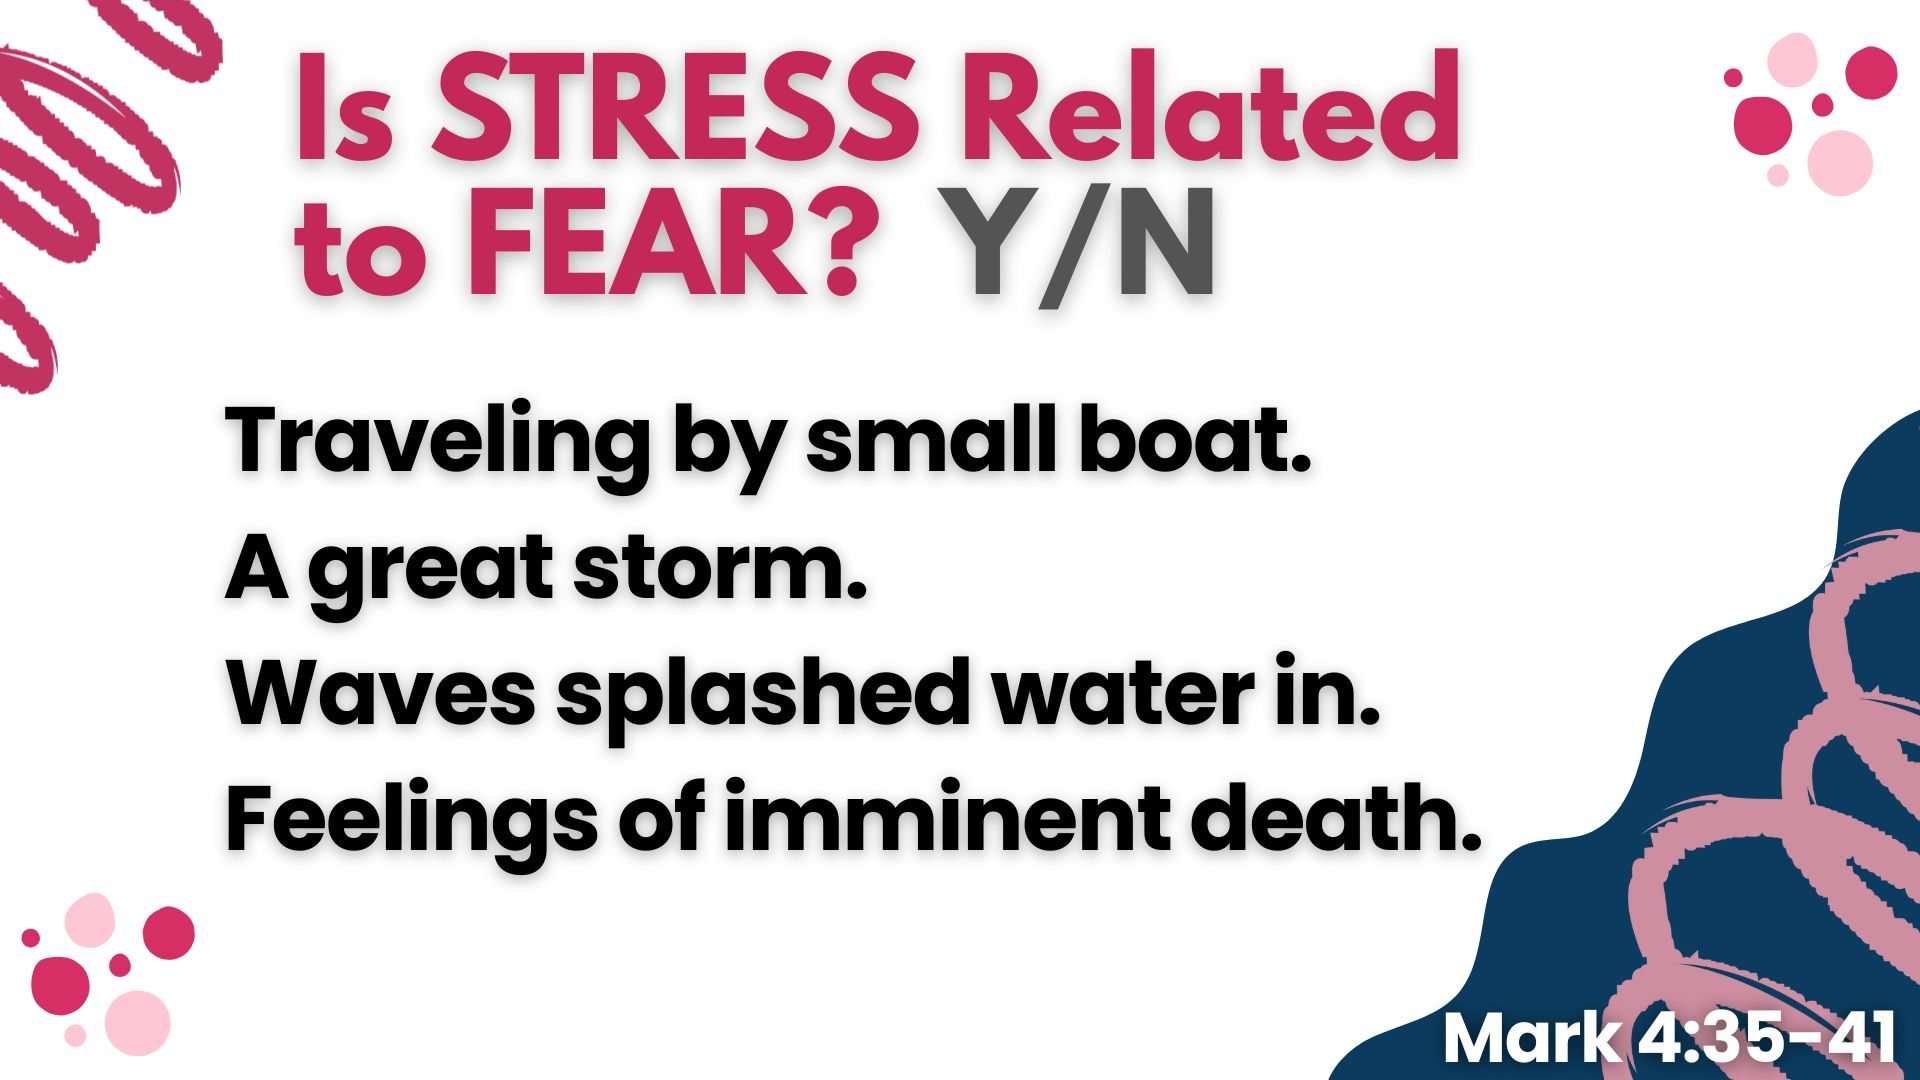 Is STRESS Related
to FEAR? Y/N
Traveling by small boat.
A great storm.
Waves splashed water in.
Feelings of imminent death.
Mark 4:35-41